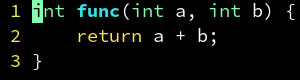 1 int func(int a, int b) {
2     return a + b;
3 }